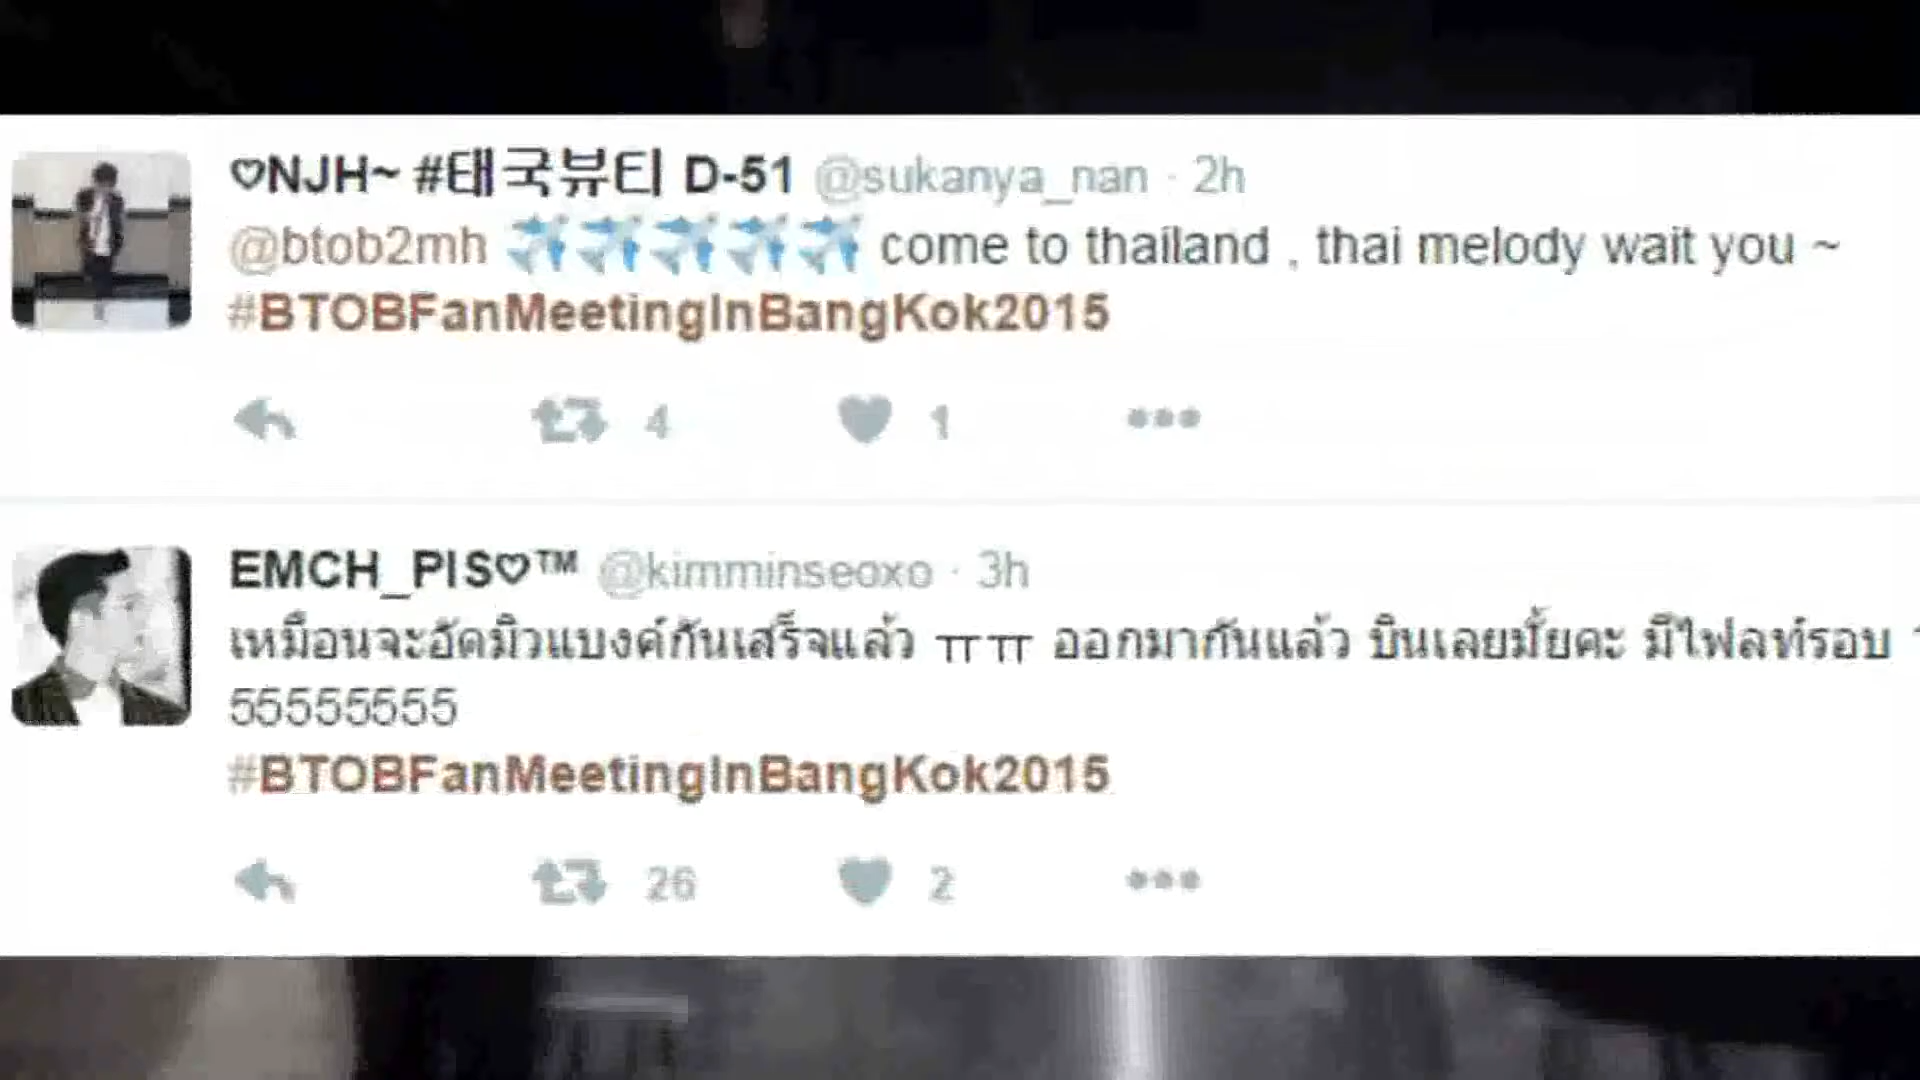 ♡NJH~ #태국뷰티 D-51 @sukanya_nan · 2h
@btob2mh ✈✈✈✈✈ come to thailand , thai melody wait you ~
#BTOBFanMeetingInBangKok2015
4 1
EMCH_PIS♡™ @kimminseoxo · 3h
เหมือนจะอัดมิวแบงค์กันเสร็จแล้ว ㅠㅠ ออกมากันแล้ว บินเลยมั้ยคะ มีไฟลท์รอบ
55555555
#BTOBFanMeetingInBangKok2015
26 2